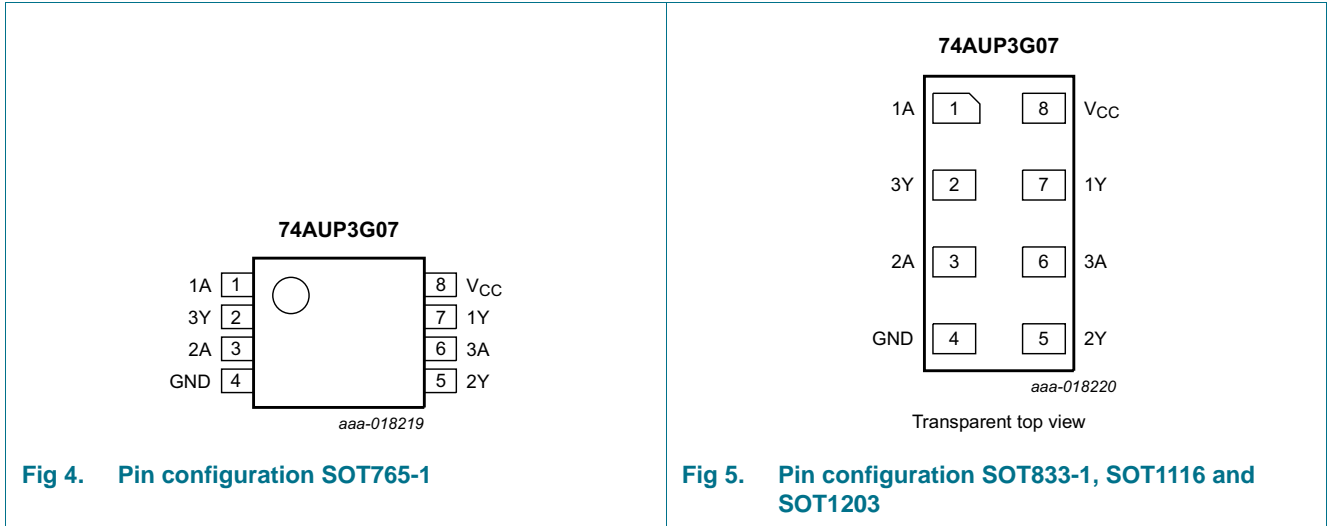 74AUP3G07
1A 1 8 VCC
3Y 2 7 1Y
2A 3 6 3A
GND 4 5 2Y
aaa-018219
Fig 4. Pin configuration SOT765-1
74AUP3G07
1A 1 8 VCC
3Y 2 7 1Y
2A 3 6 3A
GND 4 5 2Y
aaa-018220
Transparent top view
Fig 5. Pin configuration SOT833-1, SOT1116 and
SOT1203